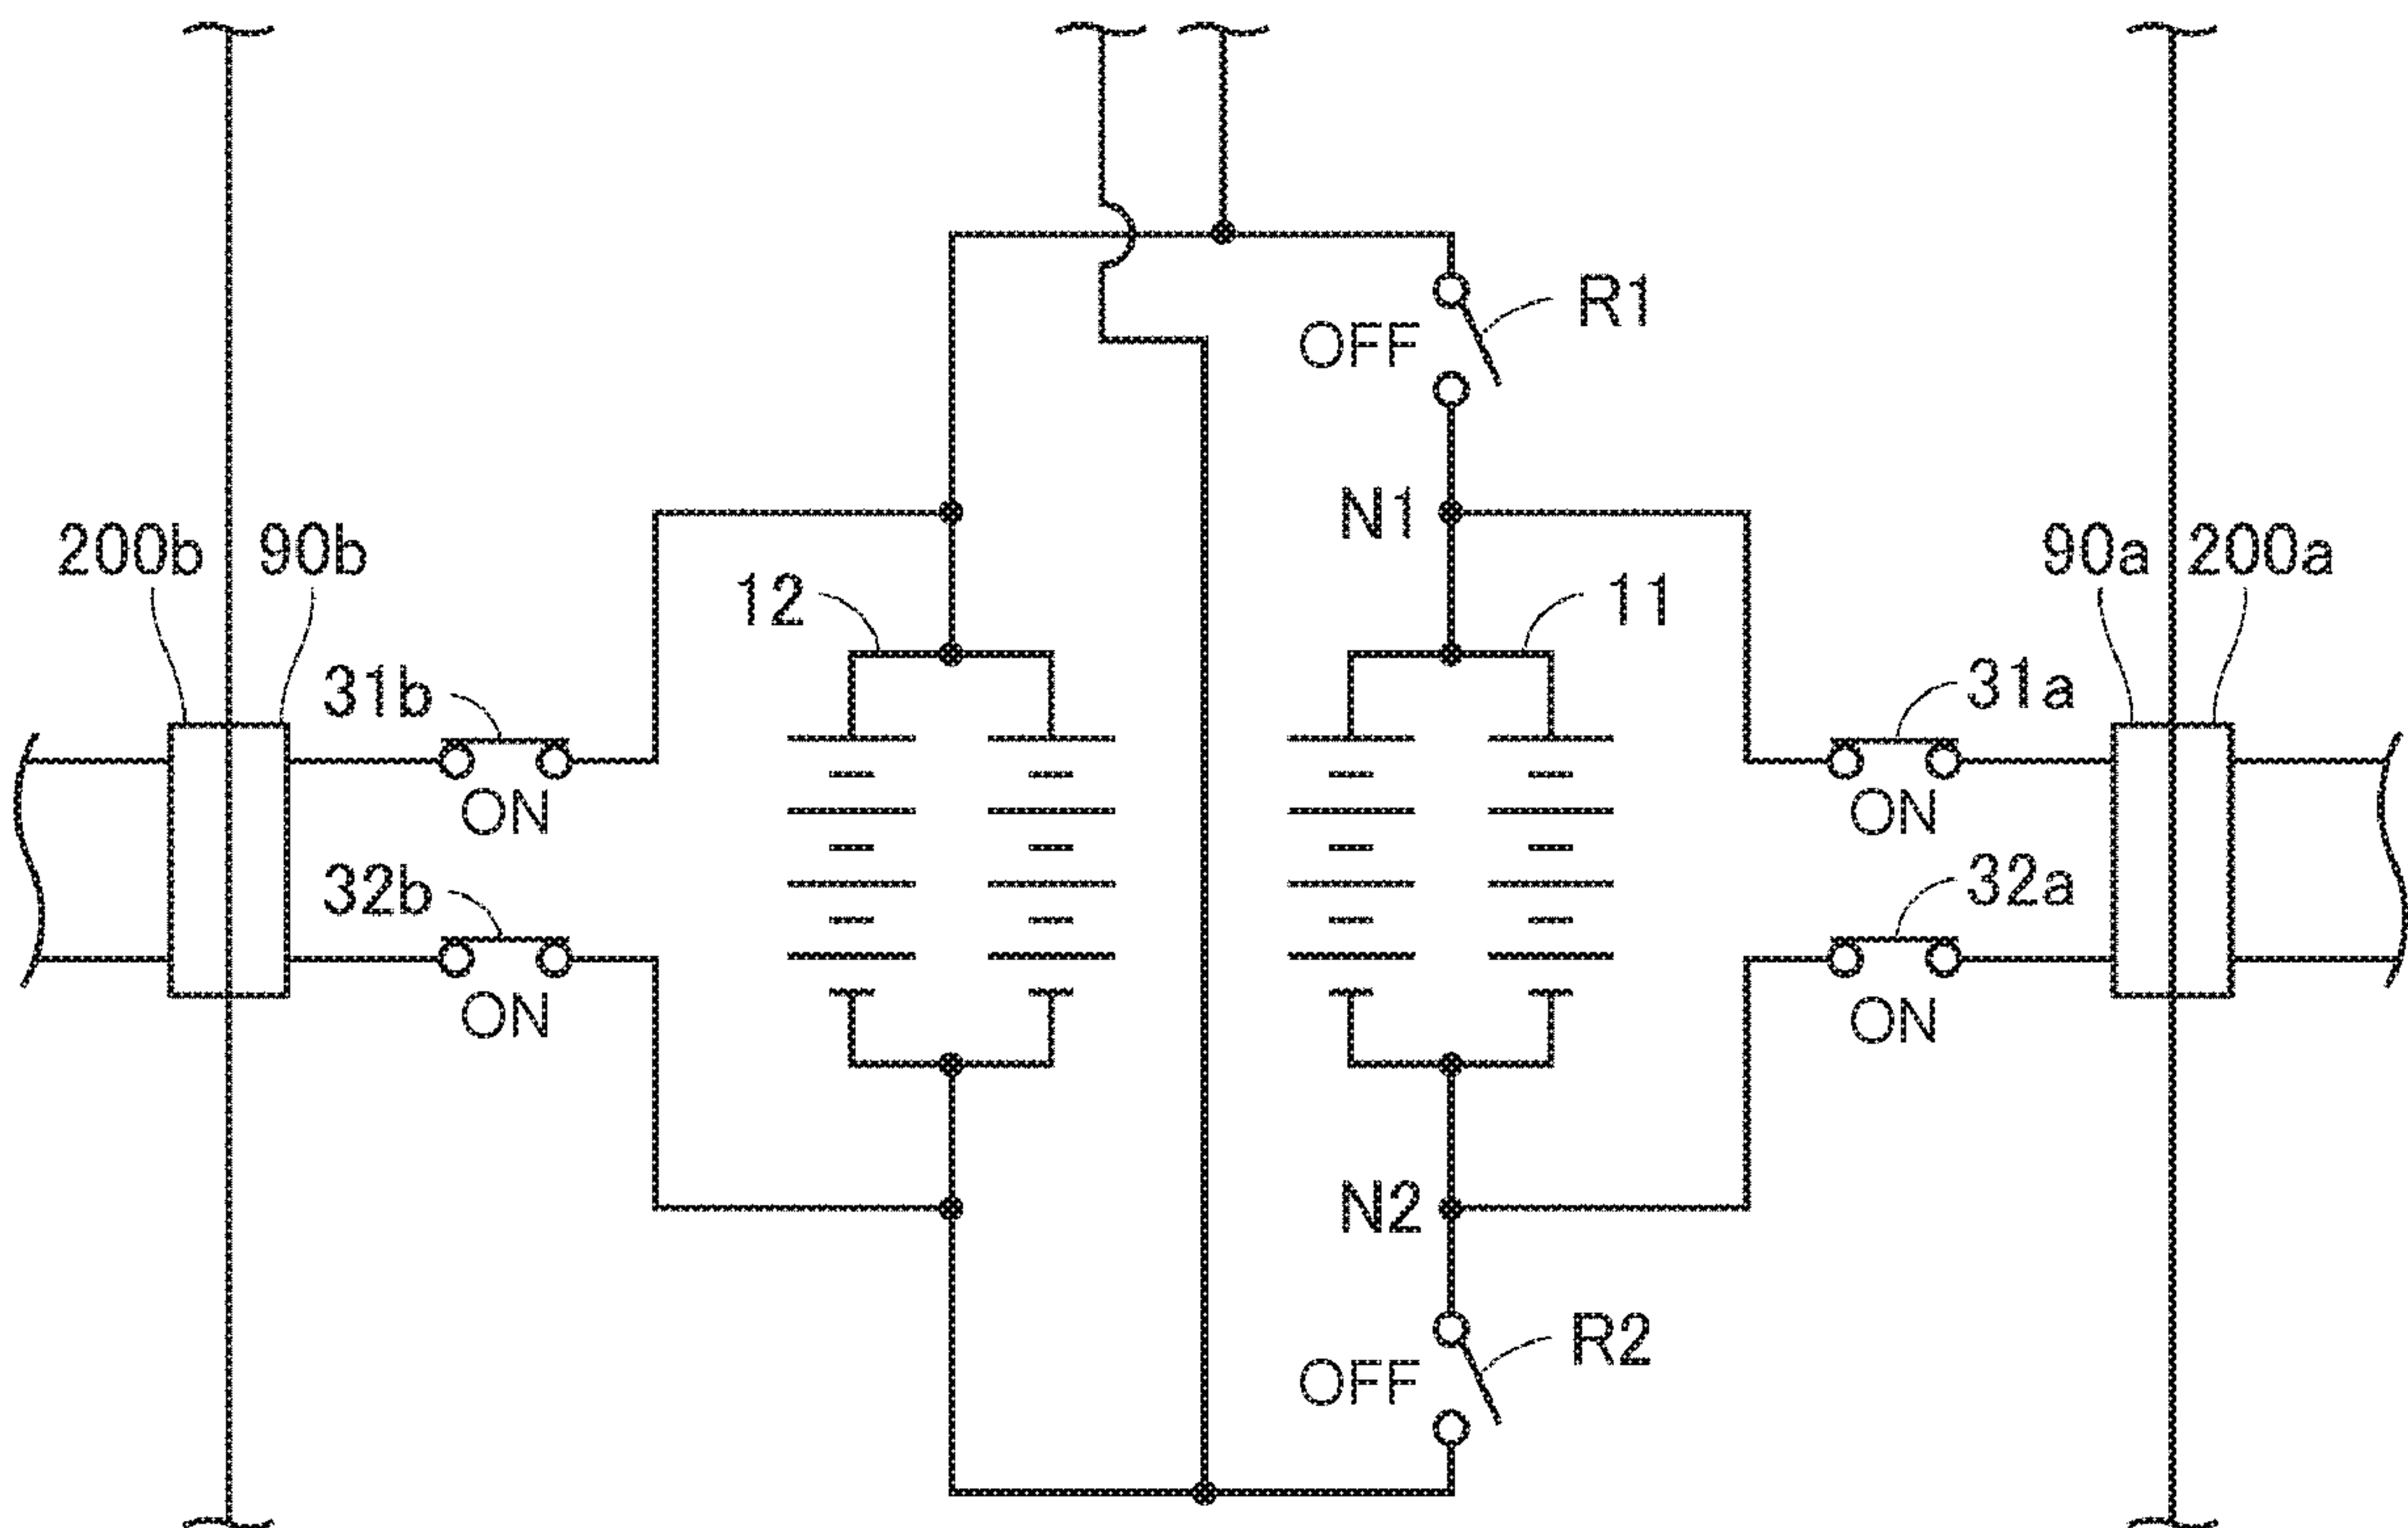 R1
OFF
N1
200b 90b
90a 200a
12
11
31b
31a
ON
ON
32b
32a
ON
ON
N2
R2
OFF